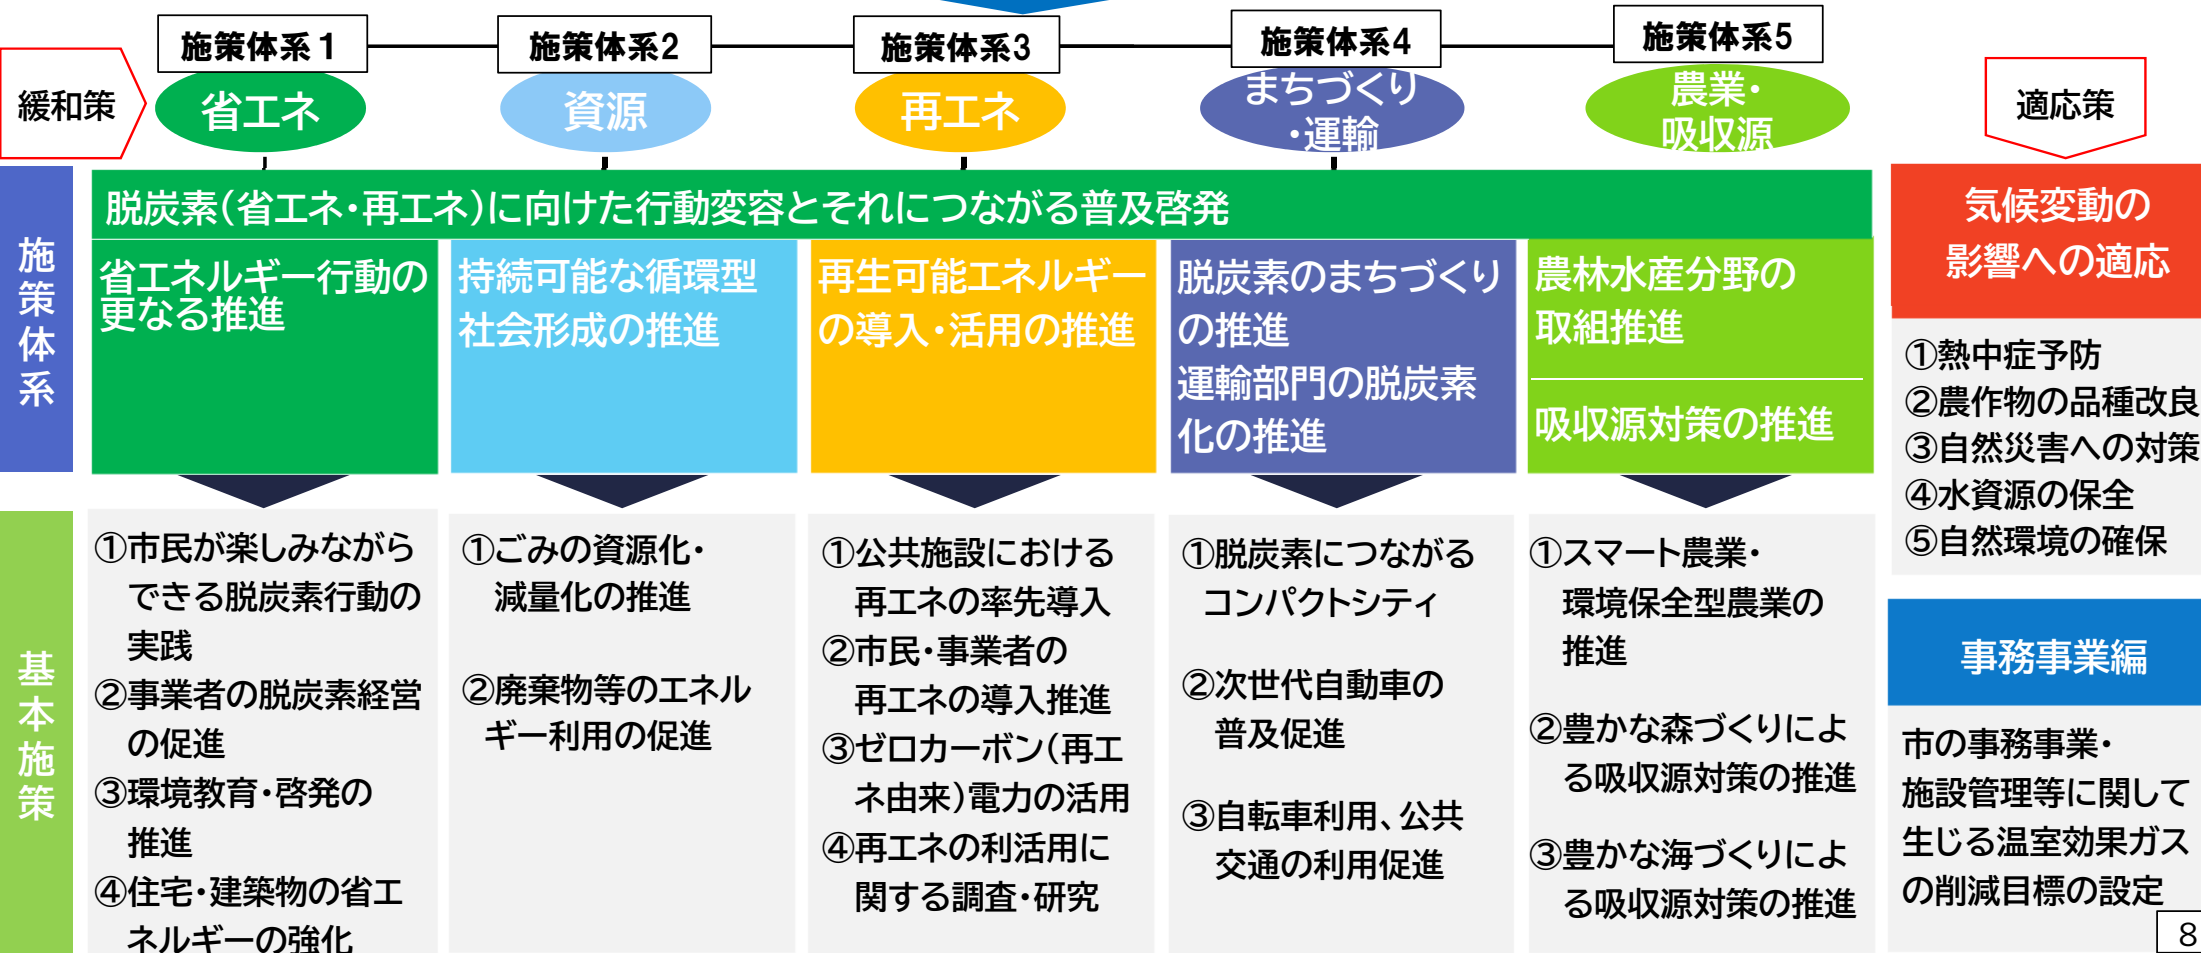 施策体系1
施策体系2
施策体系3
施策体系4
施策体系5
緩和策
省エネ
資源
再エネ
まちづくり
・運輸
農業・
吸収源
適応策
施策体系
脱炭素(省エネ・再エネ)に向けた行動変容とそれにつながる普及啓発
省エネルギー行動の
更なる推進
持続可能な循環型
社会形成の推進
再生可能エネルギー
の導入・活用の推進
脱炭素のまちづくり
の推進
運輸部門の脱炭素
化の推進
農林水産分野の
取組推進
吸収源対策の推進
気候変動の
影響への適応
①熱中症予防
②農作物の品種改良
③自然災害への対策
④水資源の保全
⑤自然環境の確保
基本施策
①市民が楽しみながら
できる脱炭素行動の
実践
②事業者の脱炭素経営
の促進
③環境教育・啓発の
推進
④住宅・建築物の省エ
ネルギーの強化
①ごみの資源化・
減量化の推進
②廃棄物等のエネル
ギー利用の促進
①公共施設における
再エネの率先導入
②市民・事業者の
再エネの導入推進
③ゼロカーボン(再エ
ネ由来)電力の活用
④再エネの利活用に
関する調査・研究
①脱炭素につながる
コンパクトシティ
②次世代自動車の
普及促進
③自転車利用、公共
交通の利用促進
①スマート農業・
環境保全型農業の
推進
②豊かな森づくりによ
る吸収源対策の推進
③豊かな海づくりによ
る吸収源対策の推進
事務事業編
市の事務事業・
施設管理等に関して
生じる温室効果ガス
の削減目標の設定
8